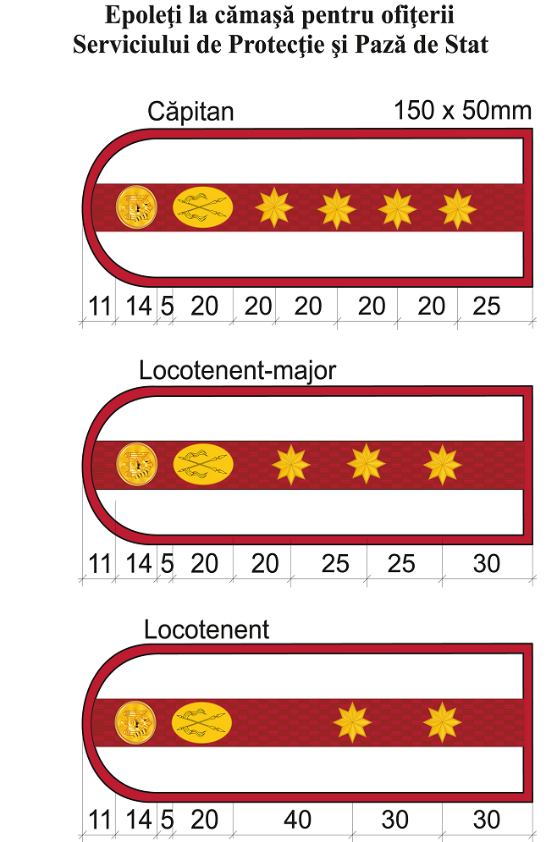 Epoleţi la cămaşă pentru ofiţerii
Serviciului de Protecţie şi Pază de Stat
Căpitan 150 x 50mm
11 14 5 20 20 20 20 20 25
Locotenent-major
11 14 5 20 20 25 25 30
Locotenent
11 14 5 20 40 30 30